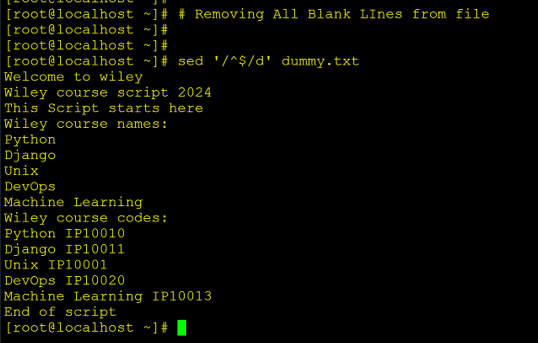 [root@localhost ~]#
[root@localhost ~]# # Removing All Blank LInes from file
[root@localhost ~]#
[root@localhost ~]#
[root@localhost ~]# sed '/^$/d' dummy.txt
Welcome to wiley
Wiley course script 2024
This Script starts here
Wiley course names:
Python
Django
Unix
DevOps
Machine Learning
Wiley course codes:
Python IP10010
Django IP10011
Unix IP10001
DevOps IP10020
Machine Learning IP10013
End of script
[root@localhost ~]#